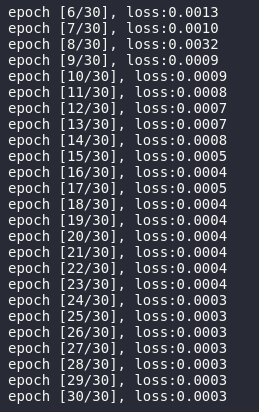 epoch [6/30], loss:0.0013
epoch [7/30], loss:0.0010
epoch [8/30], loss:0.0032
epoch [9/30], loss:0.0009
epoch [10/30], loss:0.0009
epoch [11/30], loss:0.0008
epoch [12/30], loss:0.0007
epoch [13/30], loss:0.0007
epoch [14/30], loss:0.0008
epoch [15/30], loss:0.0005
epoch [16/30], loss:0.0004
epoch [17/30], loss:0.0005
epoch [18/30], loss:0.0004
epoch [19/30], loss:0.0004
epoch [20/30], loss:0.0004
epoch [21/30], loss:0.0004
epoch [22/30], loss:0.0004
epoch [23/30], loss:0.0004
epoch [24/30], loss:0.0003
epoch [25/30], loss:0.0003
epoch [26/30], loss:0.0003
epoch [27/30], loss:0.0003
epoch [28/30], loss:0.0003
epoch [29/30], loss:0.0003
epoch [30/30], loss:0.0003